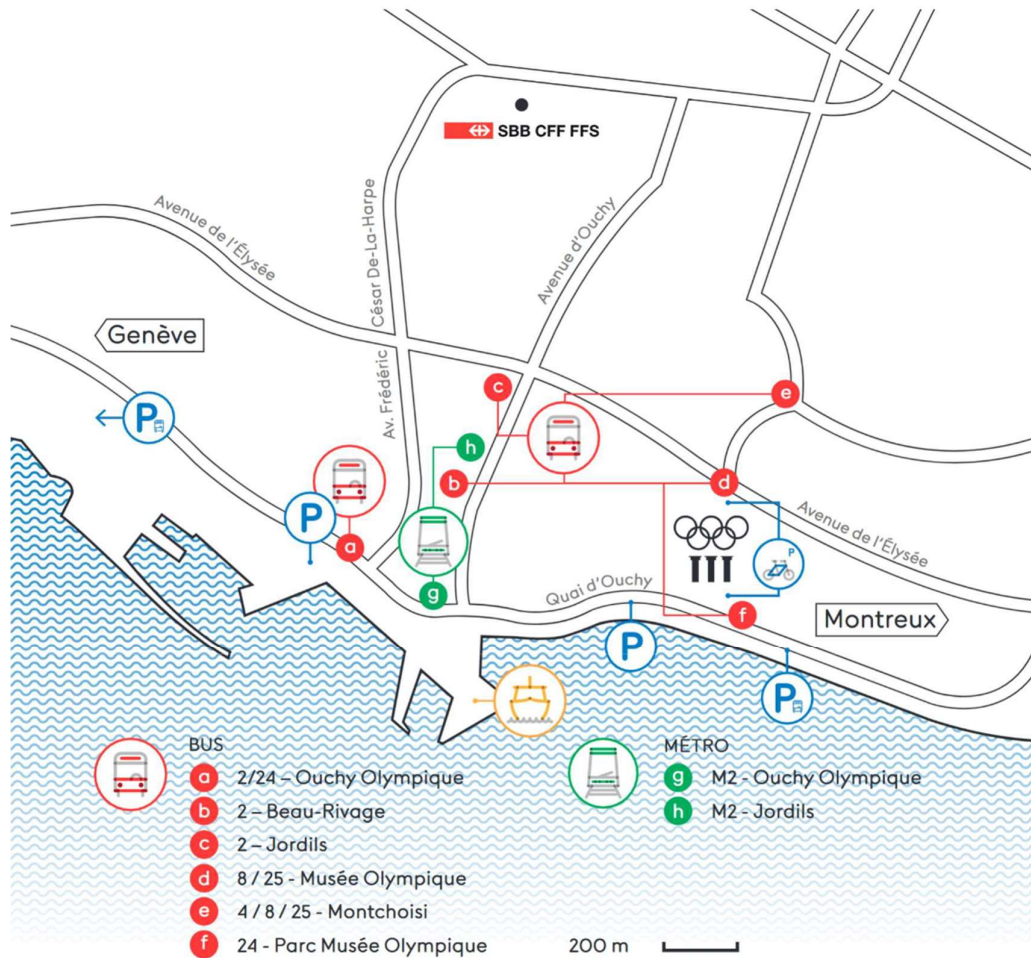 SBB CFF FFS
Avenue de l'Élysée
Av. Frédéric César De-La-Harpe
Avenue d'Ouchy
Genève
P
c
e
h
b
d
P
a
P
Avenue de l'Élysée
g
Quai d'Ouchy
f
Montreux
P
P
BUS
a 2/24 – Ouchy Olympique
b 2 – Beau-Rivage
c 2 – Jordils
d 8 / 25 - Musée Olympique
e 4 / 8 / 25 - Montchoisi
f 24 - Parc Musée Olympique
MÉTRO
g M2 - Ouchy Olympique
h M2 - Jordils
200 m